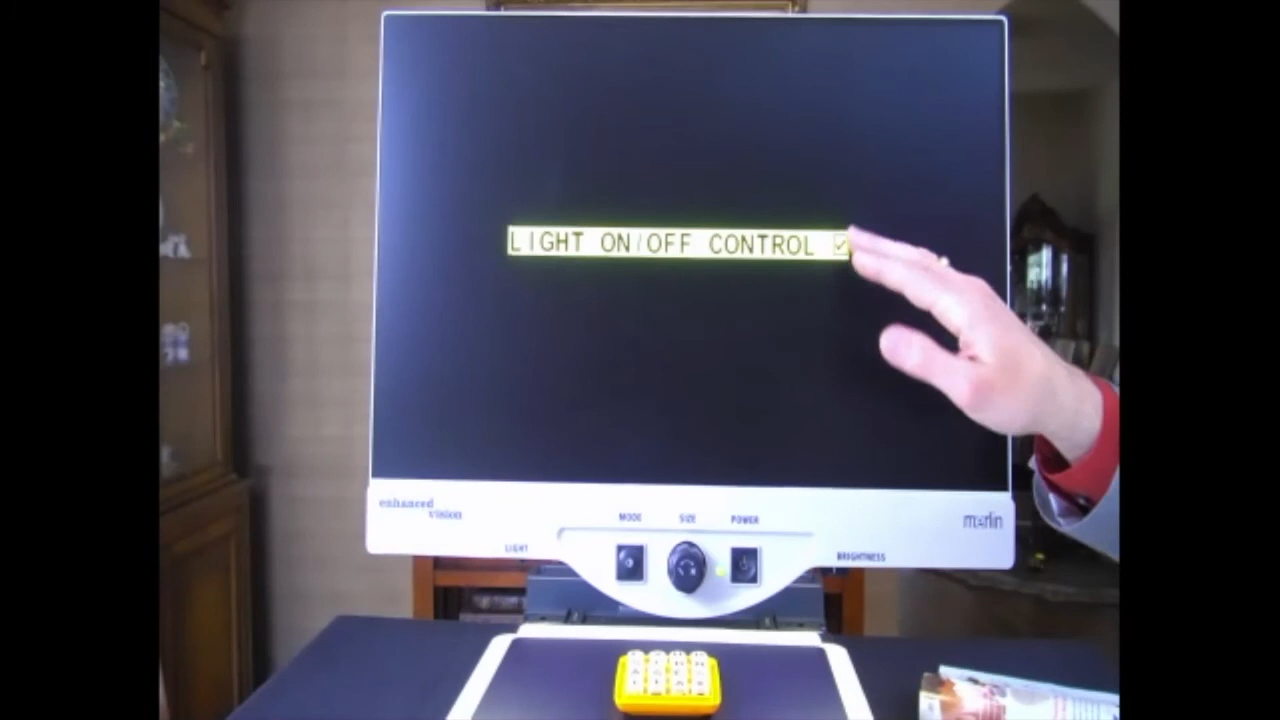 LIGHT ON/OFF CONTROL
enhanced
vision
MODE
SIZE
POWER
merlin
LIGHT
BRIGHTNESS